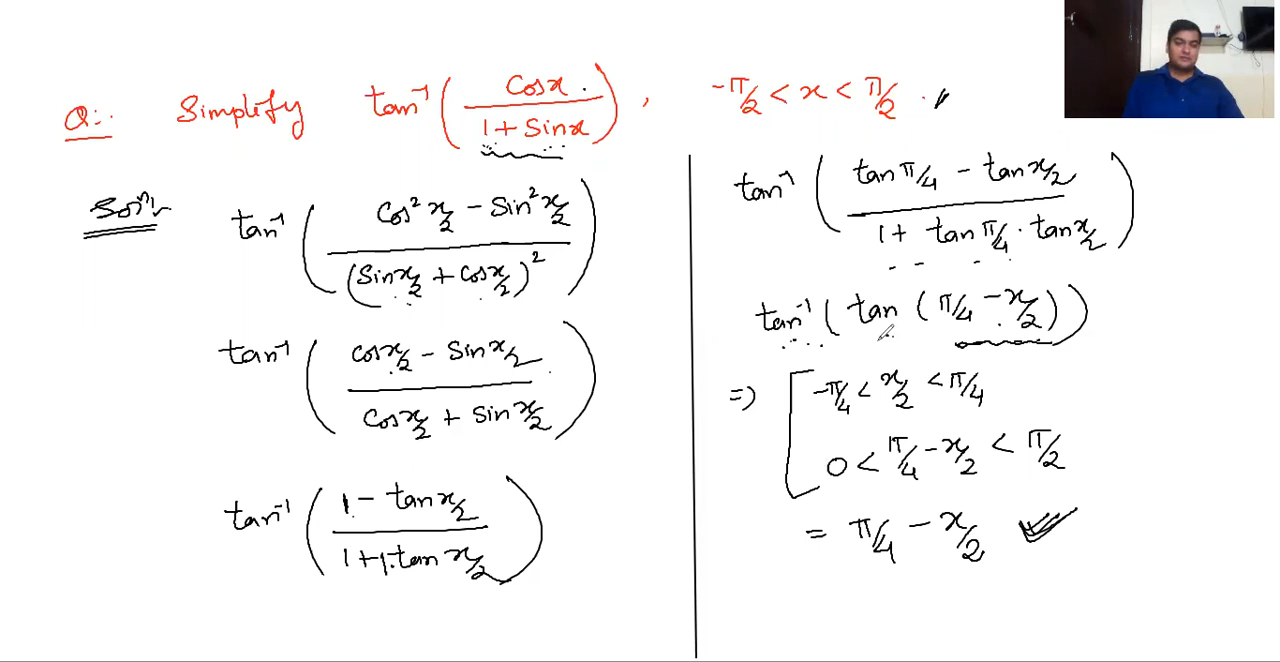 Q:- Simplify tan⁻¹(cosx / 1 + Sinx), -π/2 < x < π/2.
Solⁿ:-
tan⁻¹(Cos² x/2 - Sin² x/2 / (Sin x/2 + Cos x/2)²)
tan⁻¹(cos x/2 - Sin x/2 / Cos x/2 + Sin x/2)
tan⁻¹(1 - tan x/2 / 1+1.tan x/2)
tan⁻¹(tan π/4 - tan x/2 / 1 + tan π/4 . tan x/2)
tan⁻¹(tan(π/4 - x/2))
=> [ -π/4 < x/2 < π/4
0 < π/4 - x/2 < π/2
= π/4 - x/2